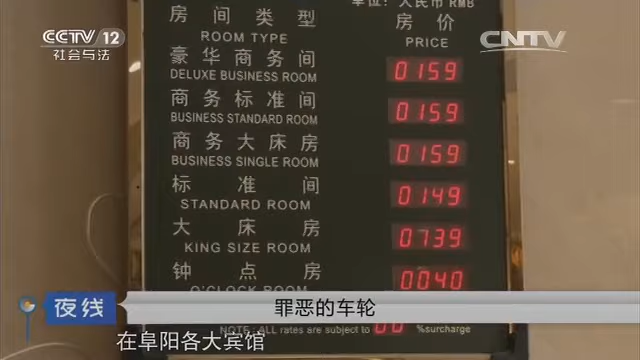 CCTV 12
社会与法
CNTV
单位:人民币 RMB
房间类型 房价
ROOM TYPE PRICE
豪华商务间 0159
DELUXE BUSINESS ROOM
商务标准间 0159
BUSINESS STANDARD ROOM
商务大床房 0159
BUSINESS SINGLE ROOM
标准间 0149
STANDARD ROOM
大床房 0739
KING SIZE ROOM
钟点房 0040
O'CLOCK ROOM
夜线 罪恶的车轮
NOTE: ALL rates are subject to 00 %surcharge
在阜阳各大宾馆